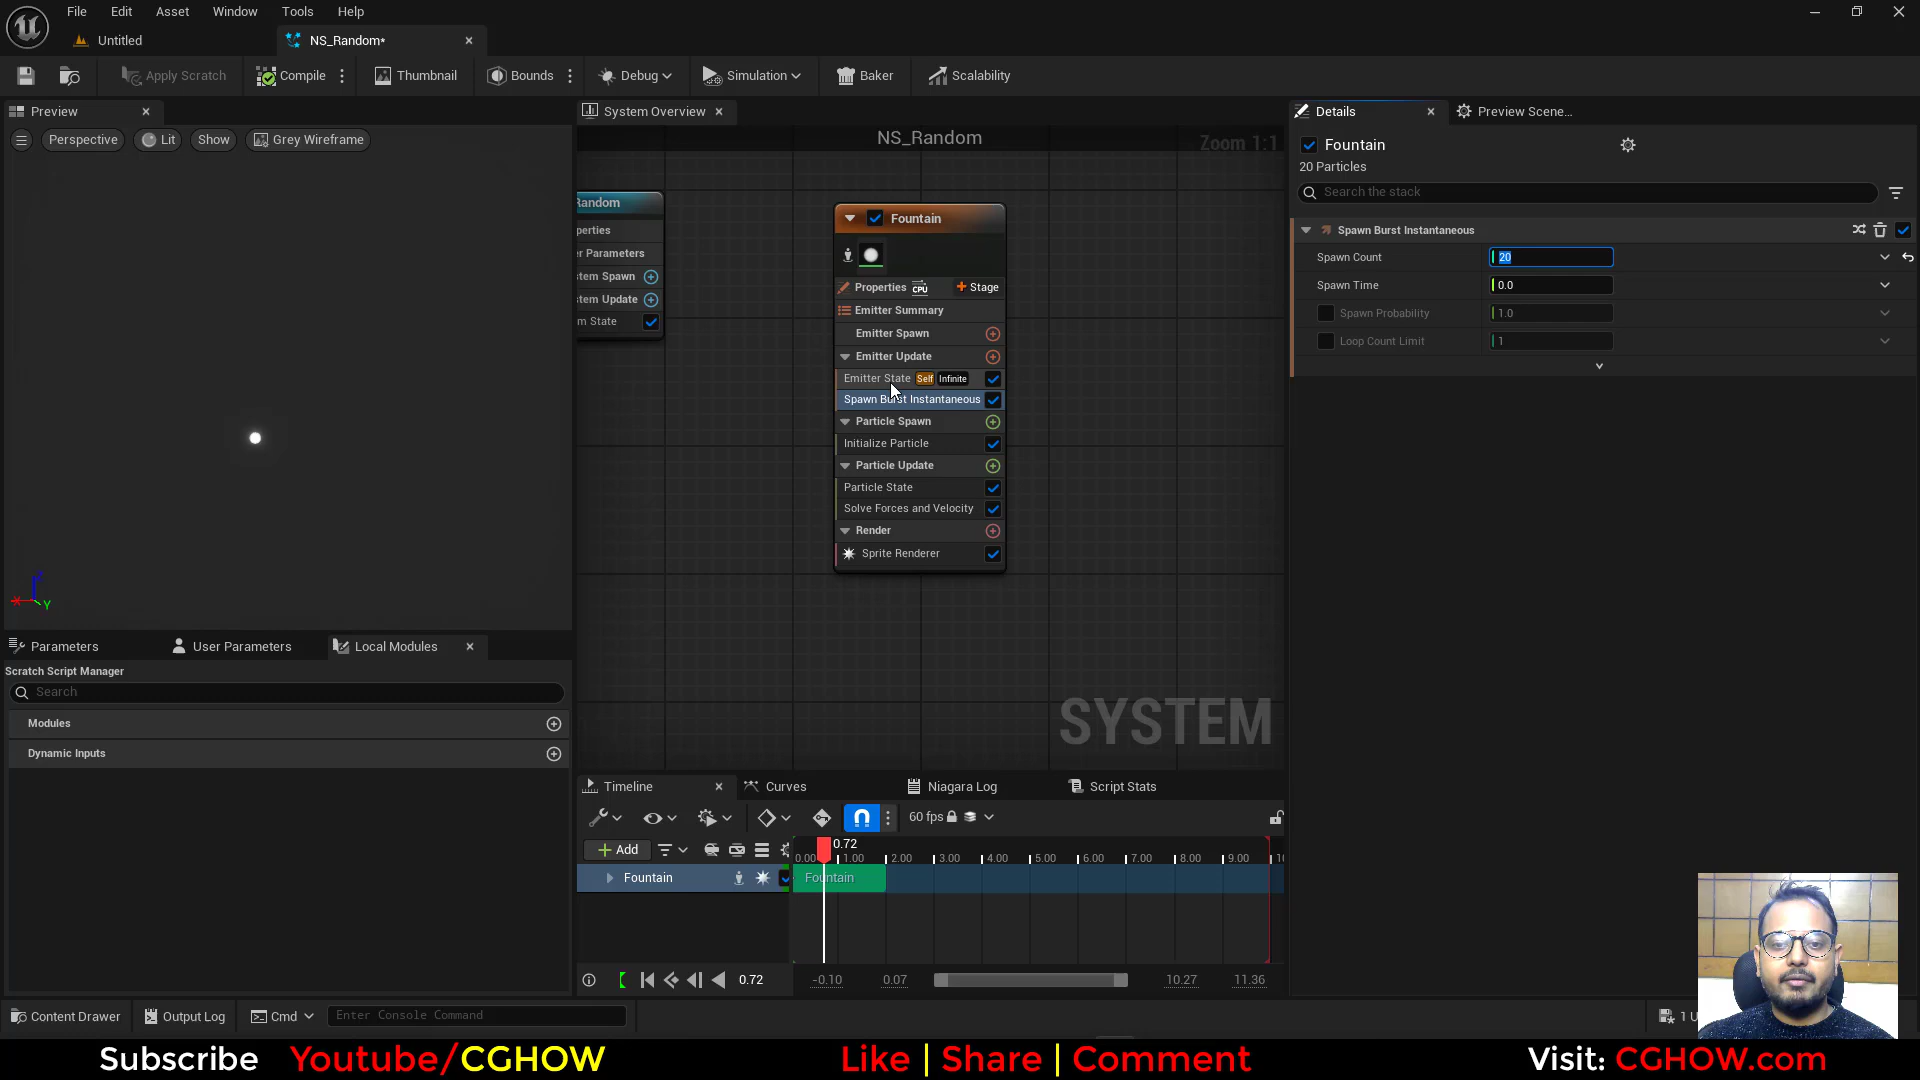 File Edit Asset Window Tools Help
Untitled
NS_Random*
Apply Scratch Compile Thumbnail Bounds Debug Simulation Baker Scalability
Preview
System Overview
Details
Preview Scene...
Perspective Lit Show Grey Wireframe
NS_Random
Zoom 1:1
Fountain
20 Particles
Search the stack
Spawn Burst Instantaneous
Spawn Count 20
Spawn Time 0.0
Spawn Probability 1.0
Loop Count Limit 1
Random
perties
er Parameters
stem Spawn
stem Update
m State
Fountain
Properties CPU + Stage
Emitter Summary
Emitter Spawn
Emitter Update
Emitter State Self Infinite
Spawn Burst Instantaneous
Particle Spawn
Initialize Particle
Particle Update
Particle State
Solve Forces and Velocity
Render
Sprite Renderer
SYSTEM
Y
Parameters User Parameters Local Modules
Scratch Script Manager
Search
Modules
Dynamic Inputs
Timeline Curves Niagara Log Script Stats
60 fps
+ Add
0.72
0.00 1.00 2.00 3.00 4.00 5.00 6.00 7.00 8.00 9.00
Fountain
Fountain
0.72 -0.10 0.07 10.27 11.36
Content Drawer Output Log Cmd Enter Console Command
1 U
Subscribe Youtube/CGHOW Like | Share | Comment Visit: CGHOW.com